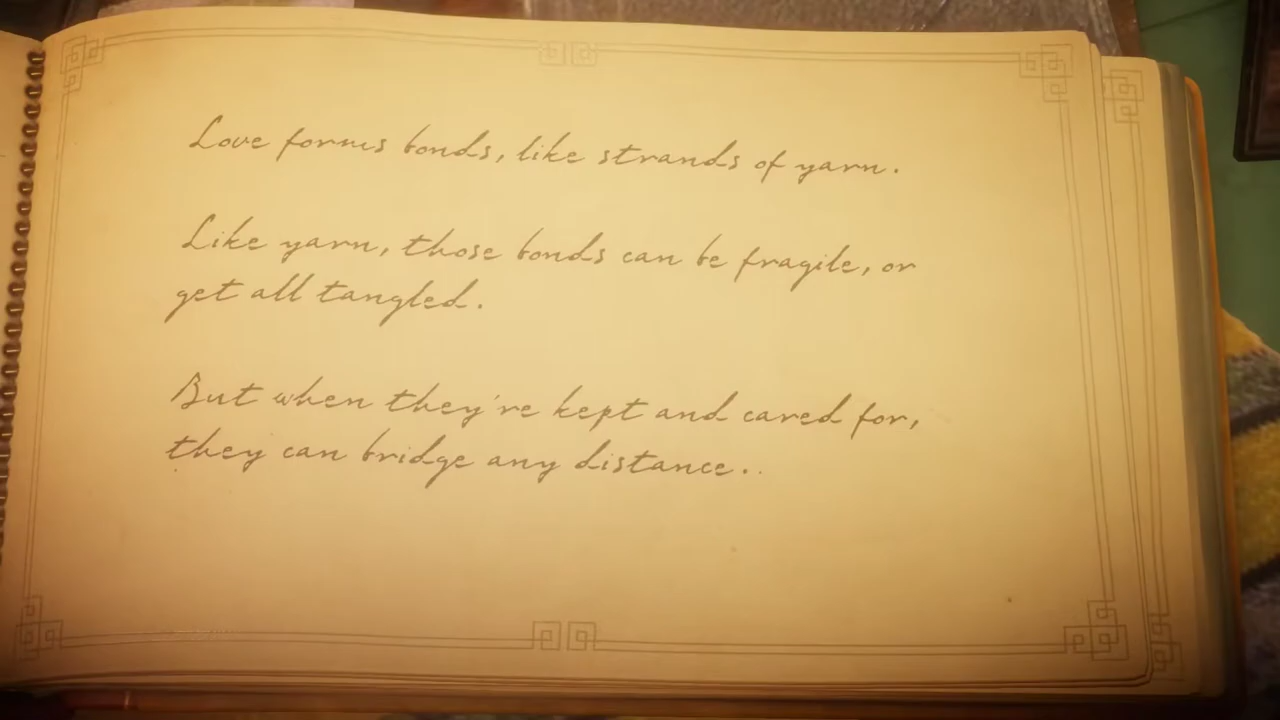 Love forms bonds, like strands of yarn.
Like yarn, those bonds can be fragile, or
get all tangled.
But when they're kept and cared for,
they can bridge any distance..